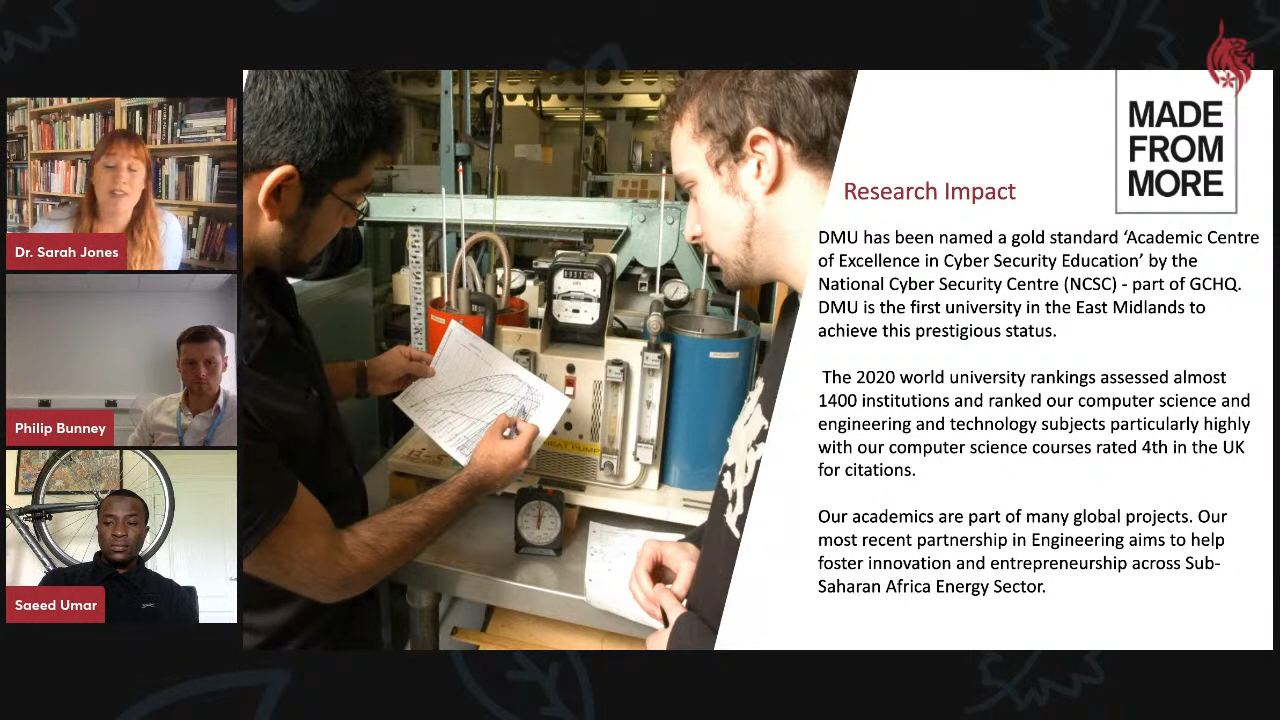 MADE
FROM
MORE
Research Impact
DMU has been named a gold standard ‘Academic Centre
of Excellence in Cyber Security Education’ by the
National Cyber Security Centre (NCSC) - part of GCHQ.
DMU is the first university in the East Midlands to
achieve this prestigious status.
The 2020 world university rankings assessed almost
1400 institutions and ranked our computer science and
engineering and technology subjects particularly highly
with our computer science courses rated 4th in the UK
for citations.
Our academics are part of many global projects. Our
most recent partnership in Engineering aims to help
foster innovation and entrepreneurship across Sub-
Saharan Africa Energy Sector.
Dr. Sarah Jones
Philip Bunney
Saeed Umar
HEAT PUMP